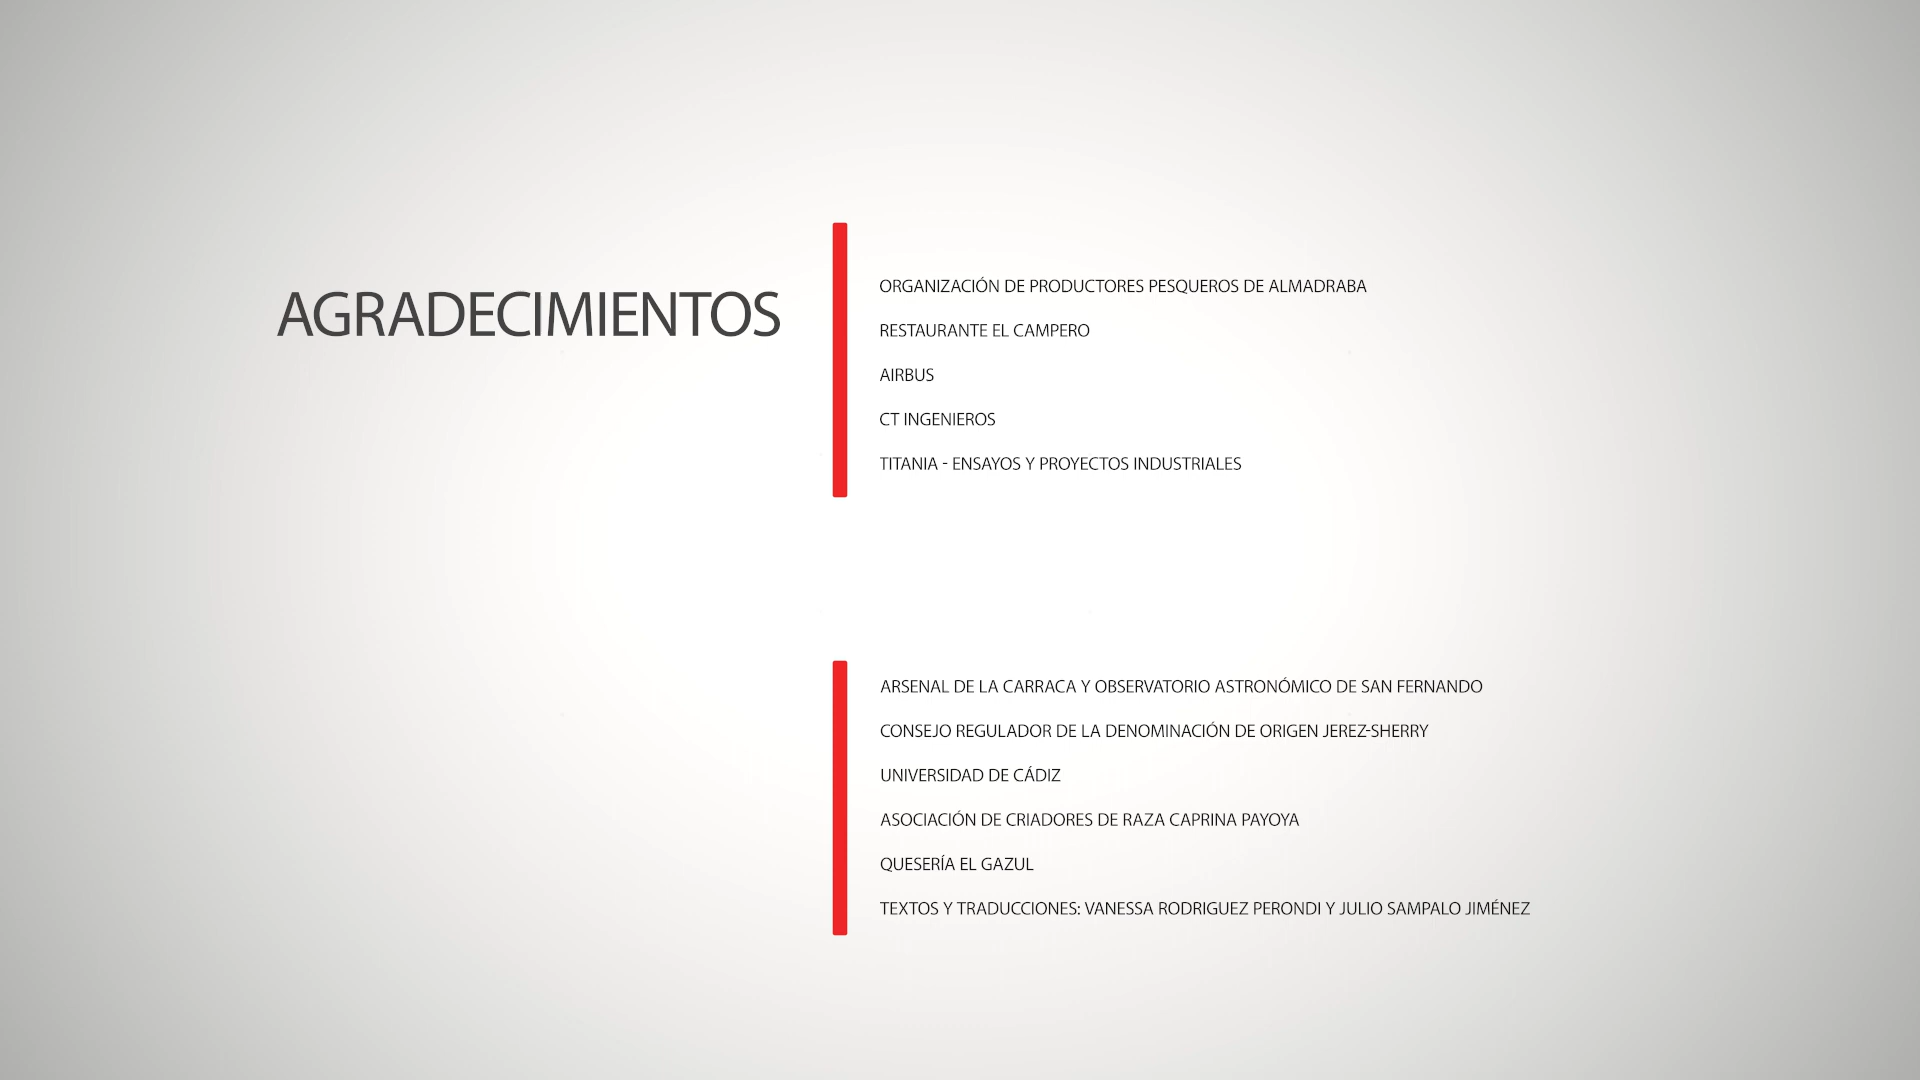 AGRADECIMIENTOS
ORGANIZACIÓN DE PRODUCTORES PESQUEROS DE ALMADRABA
RESTAURANTE EL CAMPERO
AIRBUS
CT INGENIEROS
TITANIA - ENSAYOS Y PROYECTOS INDUSTRIALES
ARSENAL DE LA CARRACA Y OBSERVATORIO ASTRONÓMICO DE SAN FERNANDO
CONSEJO REGULADOR DE LA DENOMINACIÓN DE ORIGEN JEREZ-SHERRY
UNIVERSIDAD DE CÁDIZ
ASOCIACIÓN DE CRIADORES DE RAZA CAPRINA PAYOYA
QUESERÍA EL GAZUL
TEXTOS Y TRADUCCIONES: VANESSA RODRIGUEZ PERONDI Y JULIO SAMPALO JIMÉNEZ